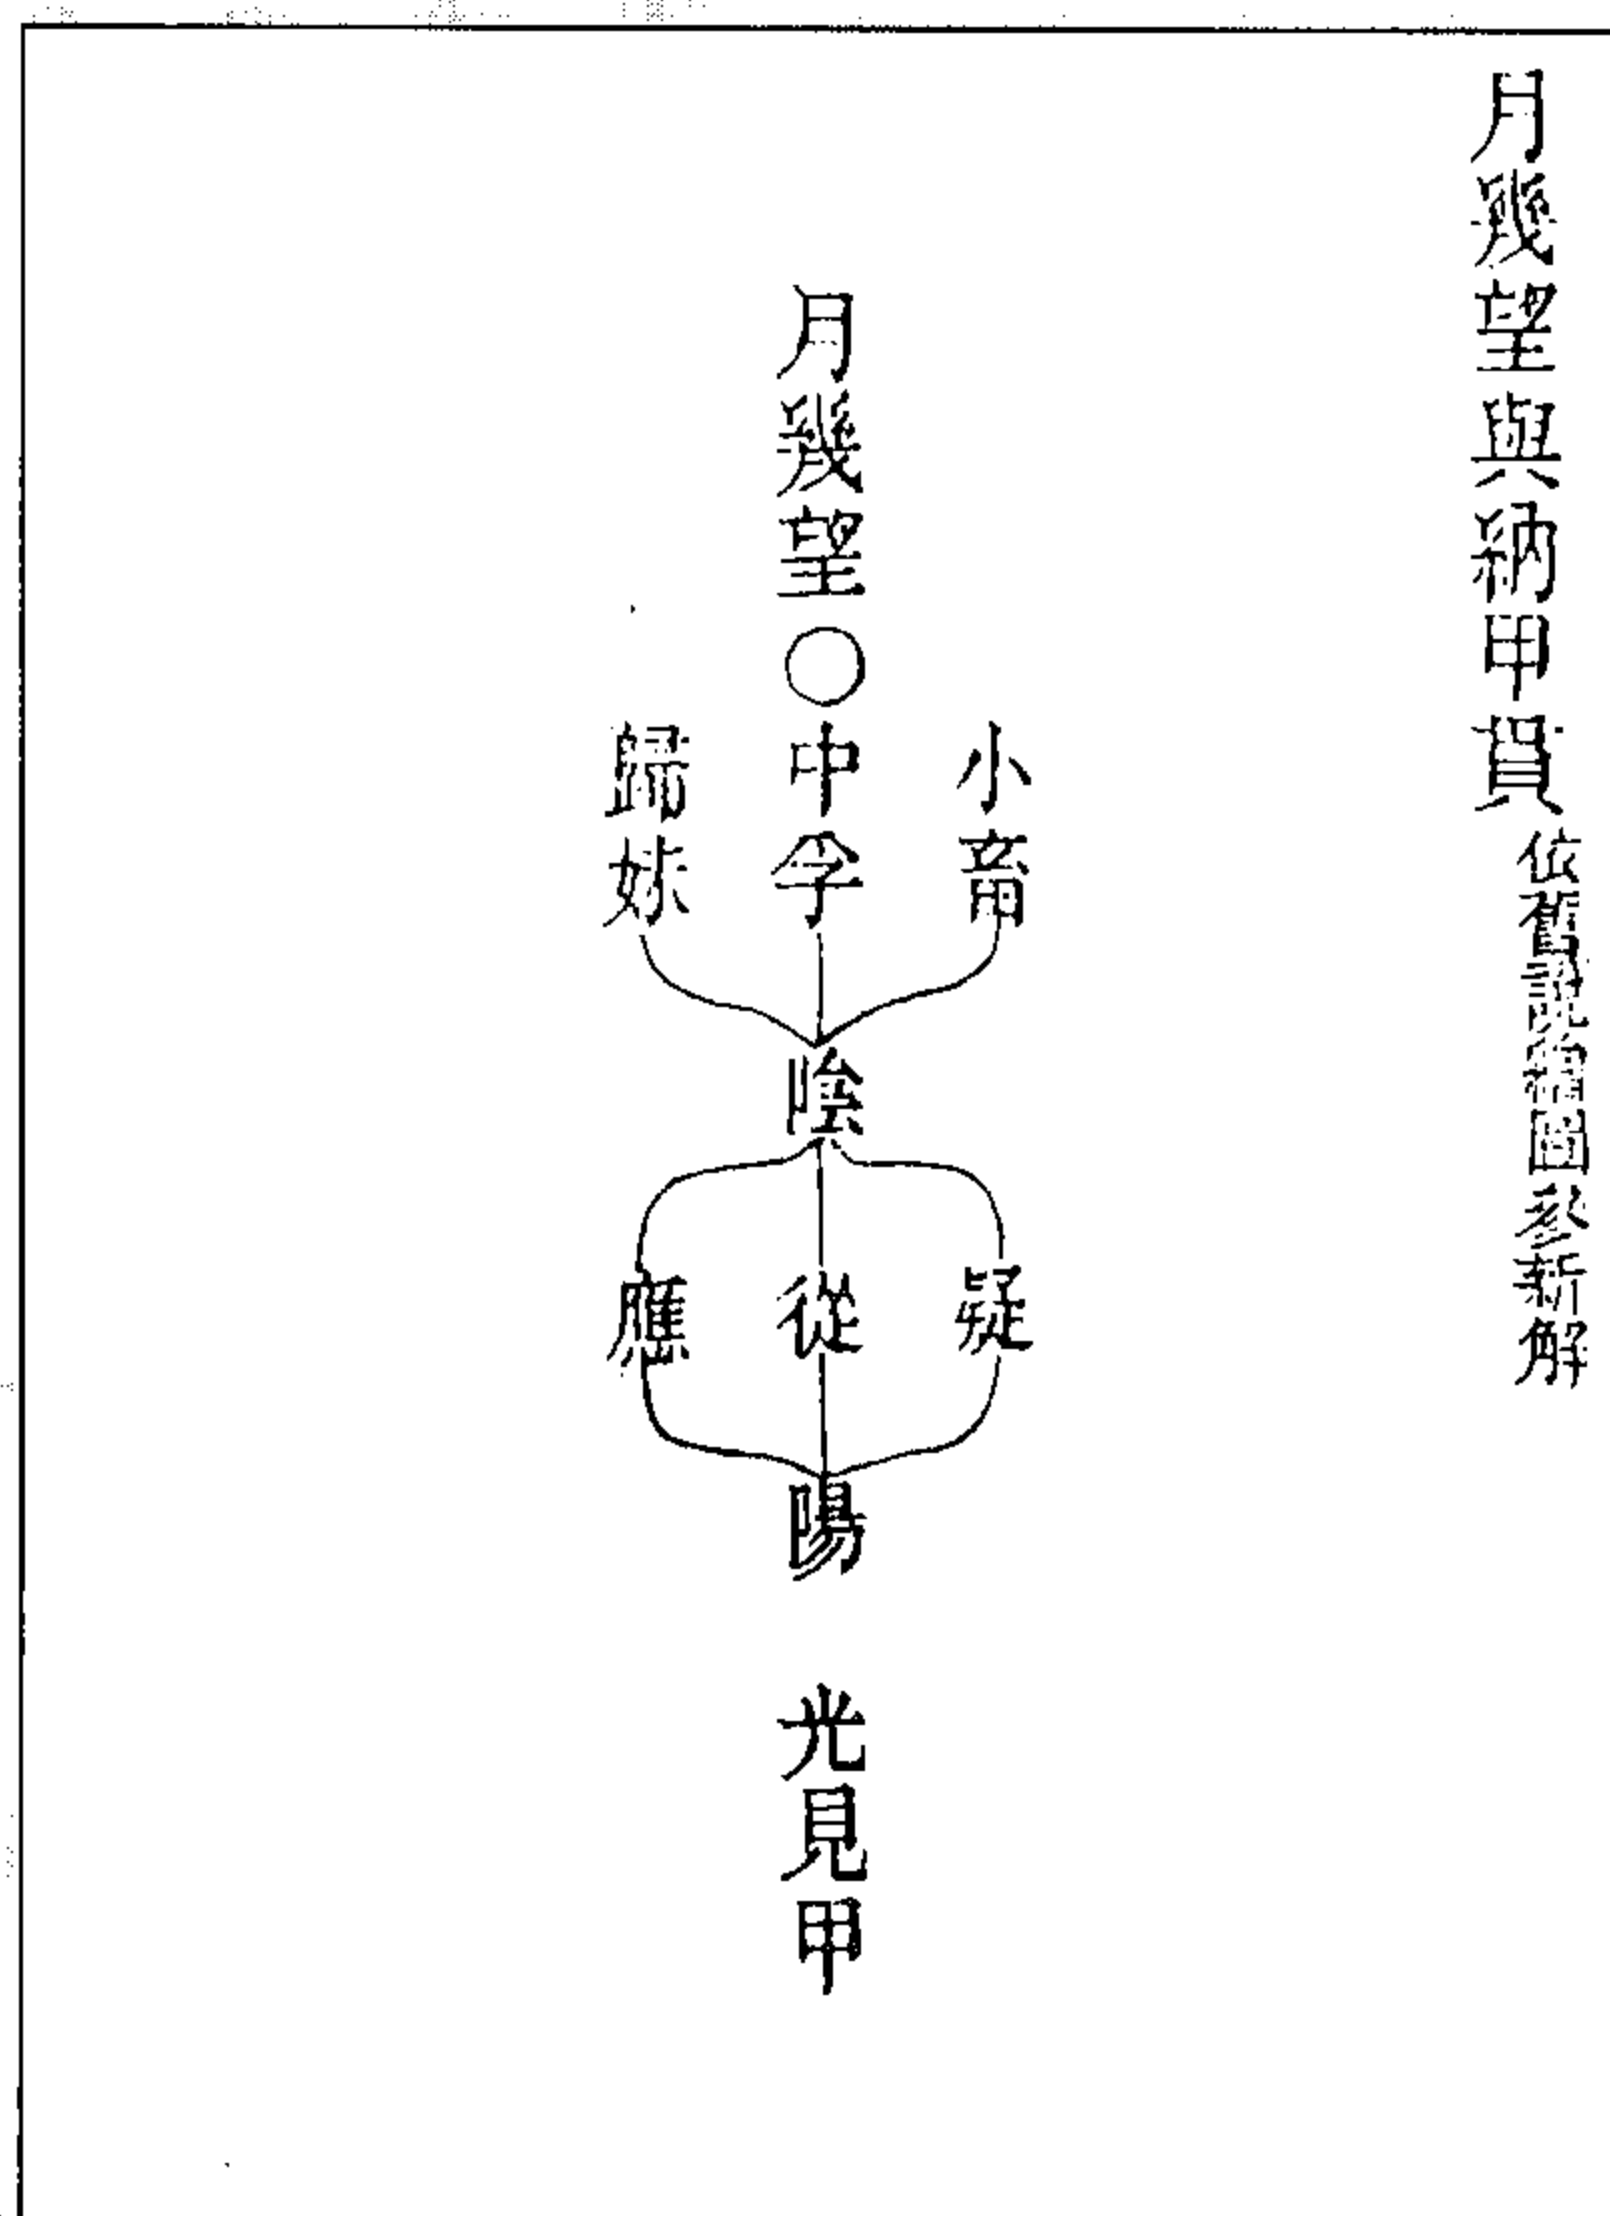 月幾望與納甲貫依舊說補圖參新解
月幾望○
小畜
中孚
歸妹
陰
疑
從
應
陽
光見甲